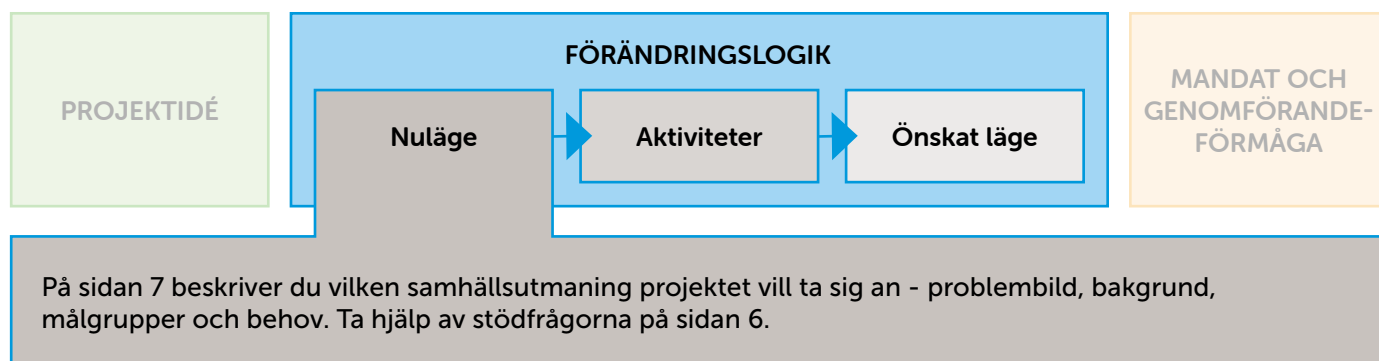 PROJEKTIDÉ
FÖRÄNDRINGSLOGIK
Nuläge
Aktiviteter
Önskat läge
MANDAT OCH
GENOMFÖRANDE-
FÖRMÅGA
På sidan 7 beskriver du vilken samhällsutmaning projektet vill ta sig an - problembild, bakgrund,
målgrupper och behov. Ta hjälp av stödfrågorna på sidan 6.